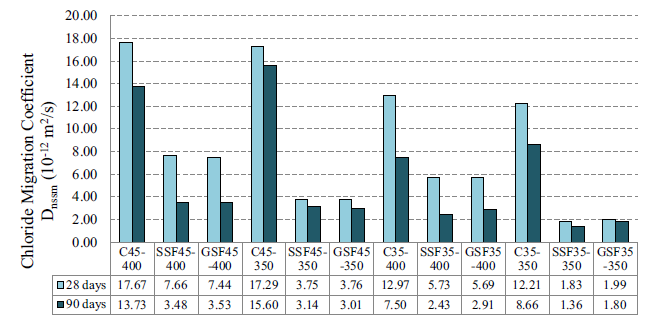 Chloride Migration Coefficient
Dnssm (10-12 m2/s)
20.00
18.00
16.00
14.00
12.00
10.00
8.00
6.00
4.00
2.00
0.00
C45- SSF45- GSF45 C45- SSF45- GSF45 C35- SSF35- GSF35 C35- SSF35- GSF35
400 400 -400 350 350 -350 400 400 -400 350 350 -350
28 days 17.67 7.66 7.44 17.29 3.75 3.76 12.97 5.73 5.69 12.21 1.83 1.99
90 days 13.73 3.48 3.53 15.60 3.14 3.01 7.50 2.43 2.91 8.66 1.36 1.80